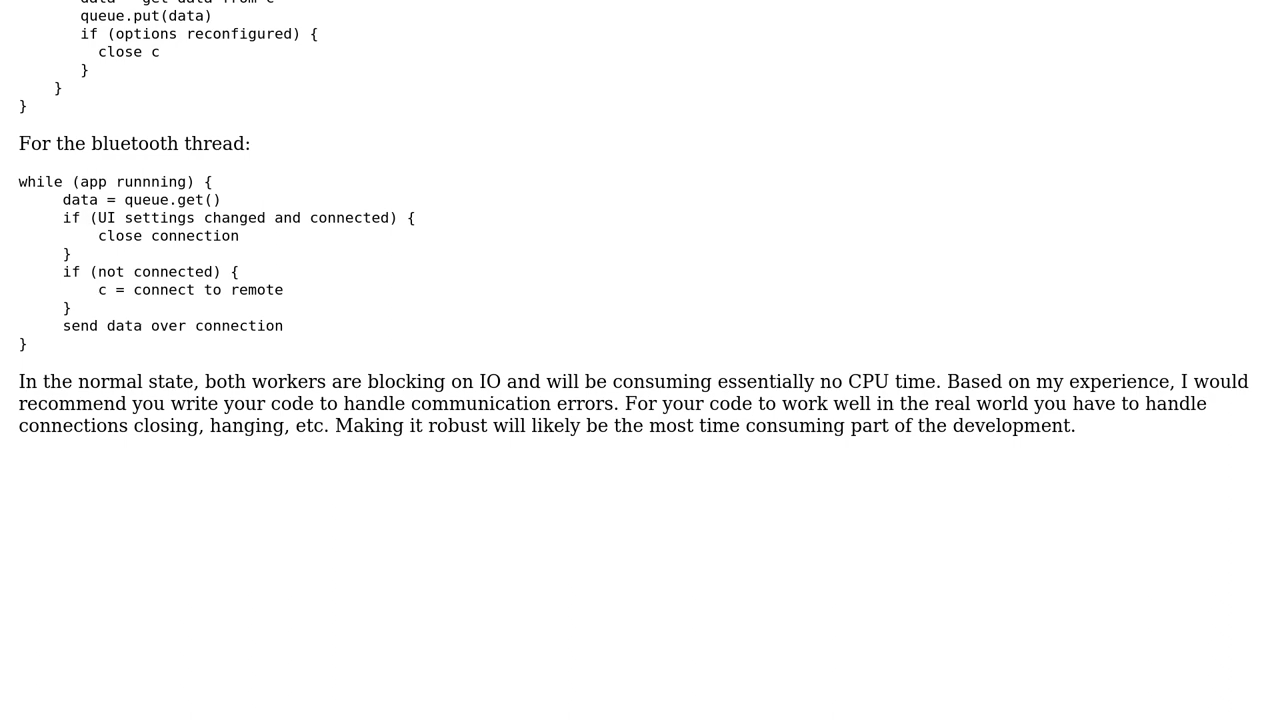 queue.put(data)
if (options reconfigured) {
close c
}
}
}
For the bluetooth thread:
while (app runnning) {
data = queue.get()
if (UI settings changed and connected) {
close connection
}
if (not connected) {
c = connect to remote
}
send data over connection
}
In the normal state, both workers are blocking on IO and will be consuming essentially no CPU time. Based on my experience, I would
recommend you write your code to handle communication errors. For your code to work well in the real world you have to handle
connections closing, hanging, etc. Making it robust will likely be the most time consuming part of the development.